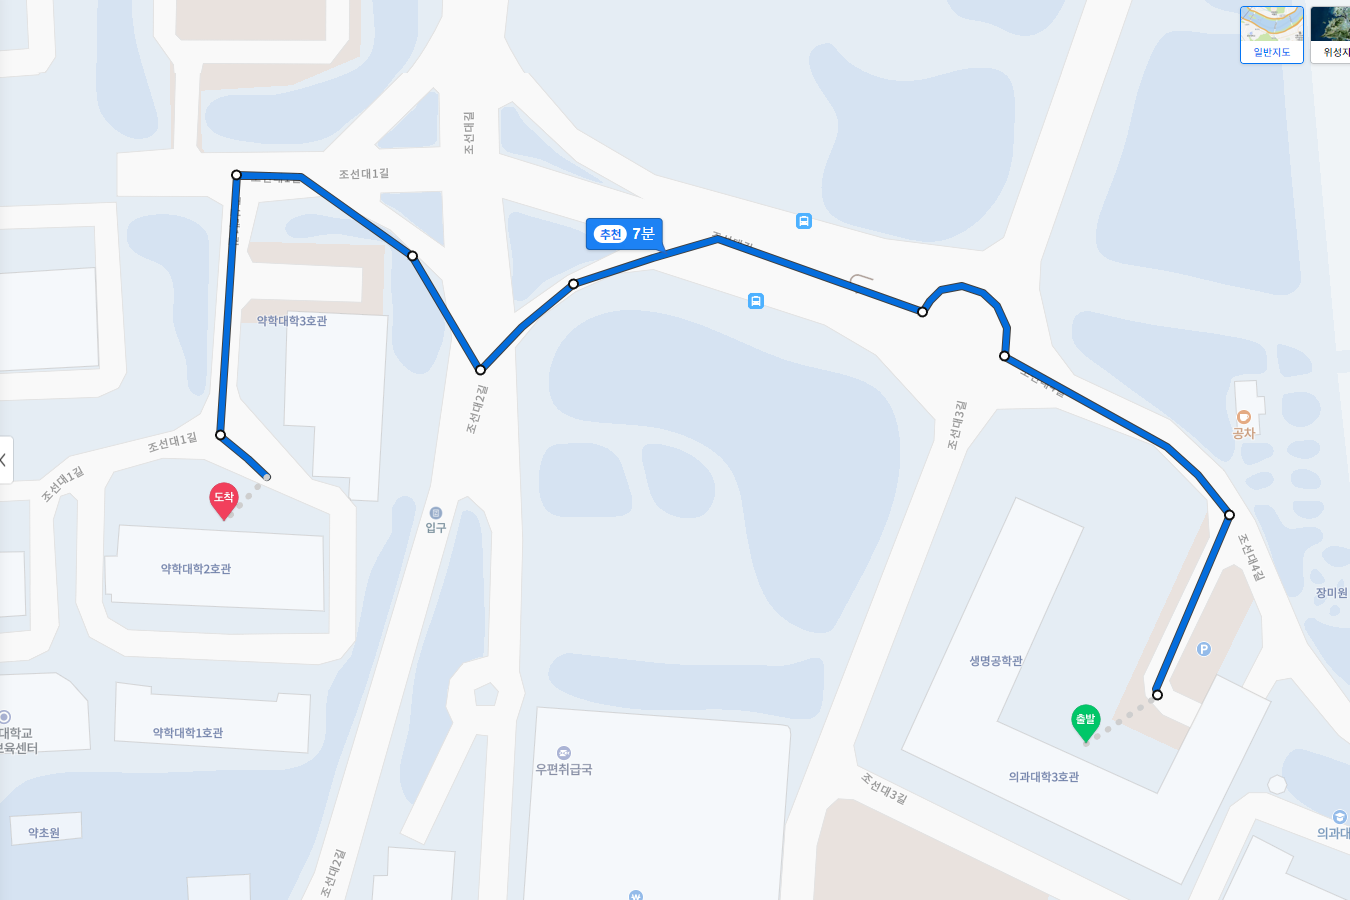 일반지도
위성지
조선대길
조선대1길
추천 7분
약학대학3호관
조선대2길
조선대3길
공차
조선대1길
조선대1길
도착
입구
조선대4길
약학대학2호관
장미원
생명공학관
P
출발
대학교
약학대학1호관
우편취급국
의과대학3호관
조선대3길
약초원
의과대
조선대2길
W